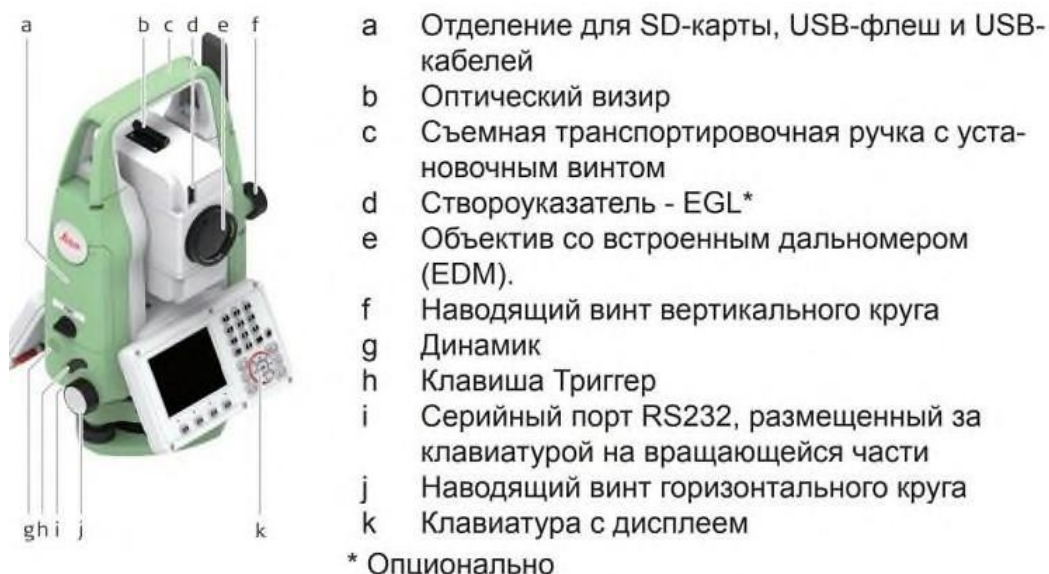 a b c d e f
a Отделение для SD-карты, USB-флеш и USB-
кабелей
b Оптический визир
c Съемная транспортировочная ручка с уста-
новочным винтом
d Створоуказатель - EGL*
e Объектив со встроенным дальномером
(EDM).
f Наводящий винт вертикального круга
g Динамик
h Клавиша Триггер
i Серийный порт RS232, размещенный за
клавиатурой на вращающейся части
j Наводящий винт горизонтального круга
k Клавиатура с дисплеем
* Опционально
g h i j k
Leica